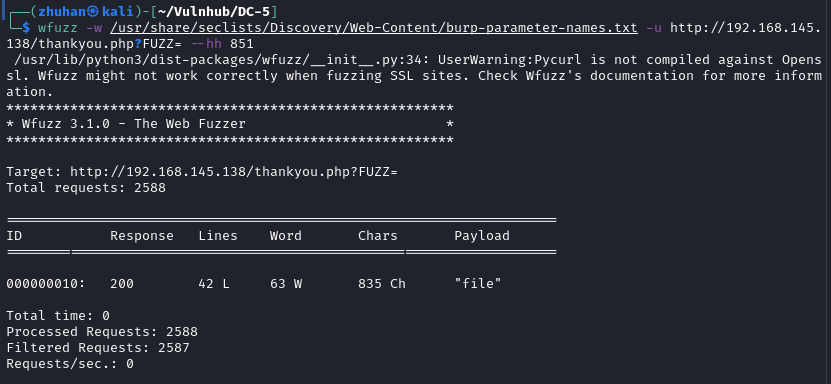 ┌──(zhuhan㉿kali)-[~/Vulnhub/DC-5]
└─$ wfuzz -w /usr/share/seclists/Discovery/Web-Content/burp-parameter-names.txt -u http://192.168.145.
138/thankyou.php?FUZZ= --hh 851
 /usr/lib/python3/dist-packages/wfuzz/__init__.py:34: UserWarning:Pycurl is not compiled against Opens
sl. Wfuzz might not work correctly when fuzzing SSL sites. Check Wfuzz's documentation for more inform
ation.
********************************************************
* Wfuzz 3.1.0 - The Web Fuzzer                         *
********************************************************
Target: http://192.168.145.138/thankyou.php?FUZZ=
Total requests: 2588
=====================================================================
ID           Response   Lines    Word       Chars       Payload
=====================================================================
000000010:   200        42 L     63 W       835 Ch      "file"
Total time: 0
Processed Requests: 2588
Filtered Requests: 2587
Requests/sec.: 0